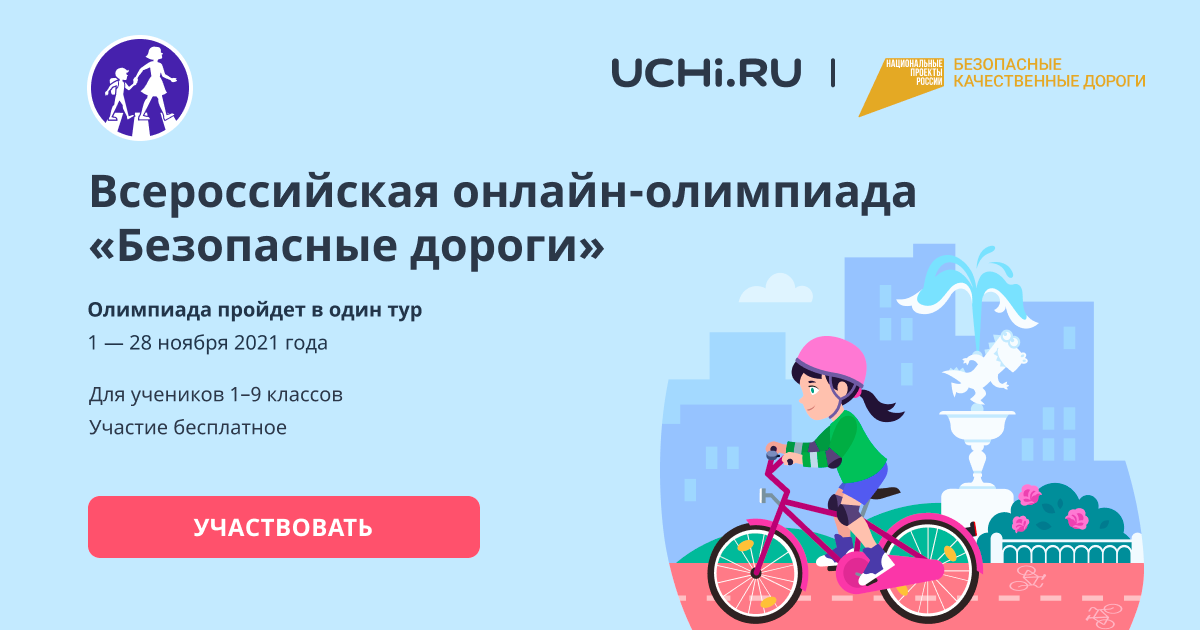 UCHi.RU
НАЦИОНАЛЬНЫЕ
ПРОЕКТЫ
РОССИИ
БЕЗОПАСНЫЕ
КАЧЕСТВЕННЫЕ ДОРОГИ
Всероссийская онлайн-олимпиада
«Безопасные дороги»
Олимпиада пройдет в один тур
1 — 28 ноября 2021 года
Для учеников 1–9 классов
Участие бесплатное
УЧАСТВОВАТЬ